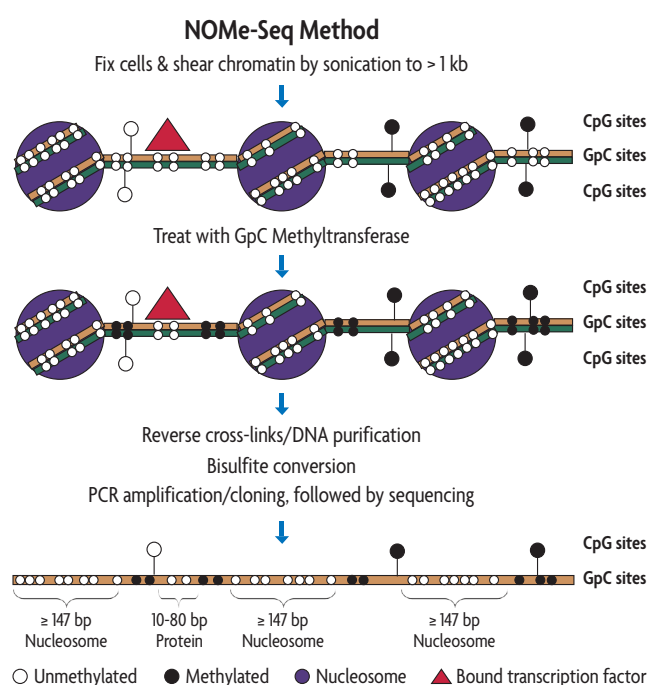 NOMe-Seq Method
Fix cells & shear chromatin by sonication to > 1 kb
CpG sites
GpC sites
CpG sites
Treat with GpC Methyltransferase
CpG sites
GpC sites
CpG sites
Reverse cross-links/DNA purification
Bisulfite conversion
PCR amplification/cloning, followed by sequencing
CpG sites
GpC sites
≥ 147 bp 10-80 bp ≥ 147 bp ≥ 147 bp
Nucleosome Protein Nucleosome Nucleosome
Unmethylated Methylated Nucleosome Bound transcription factor